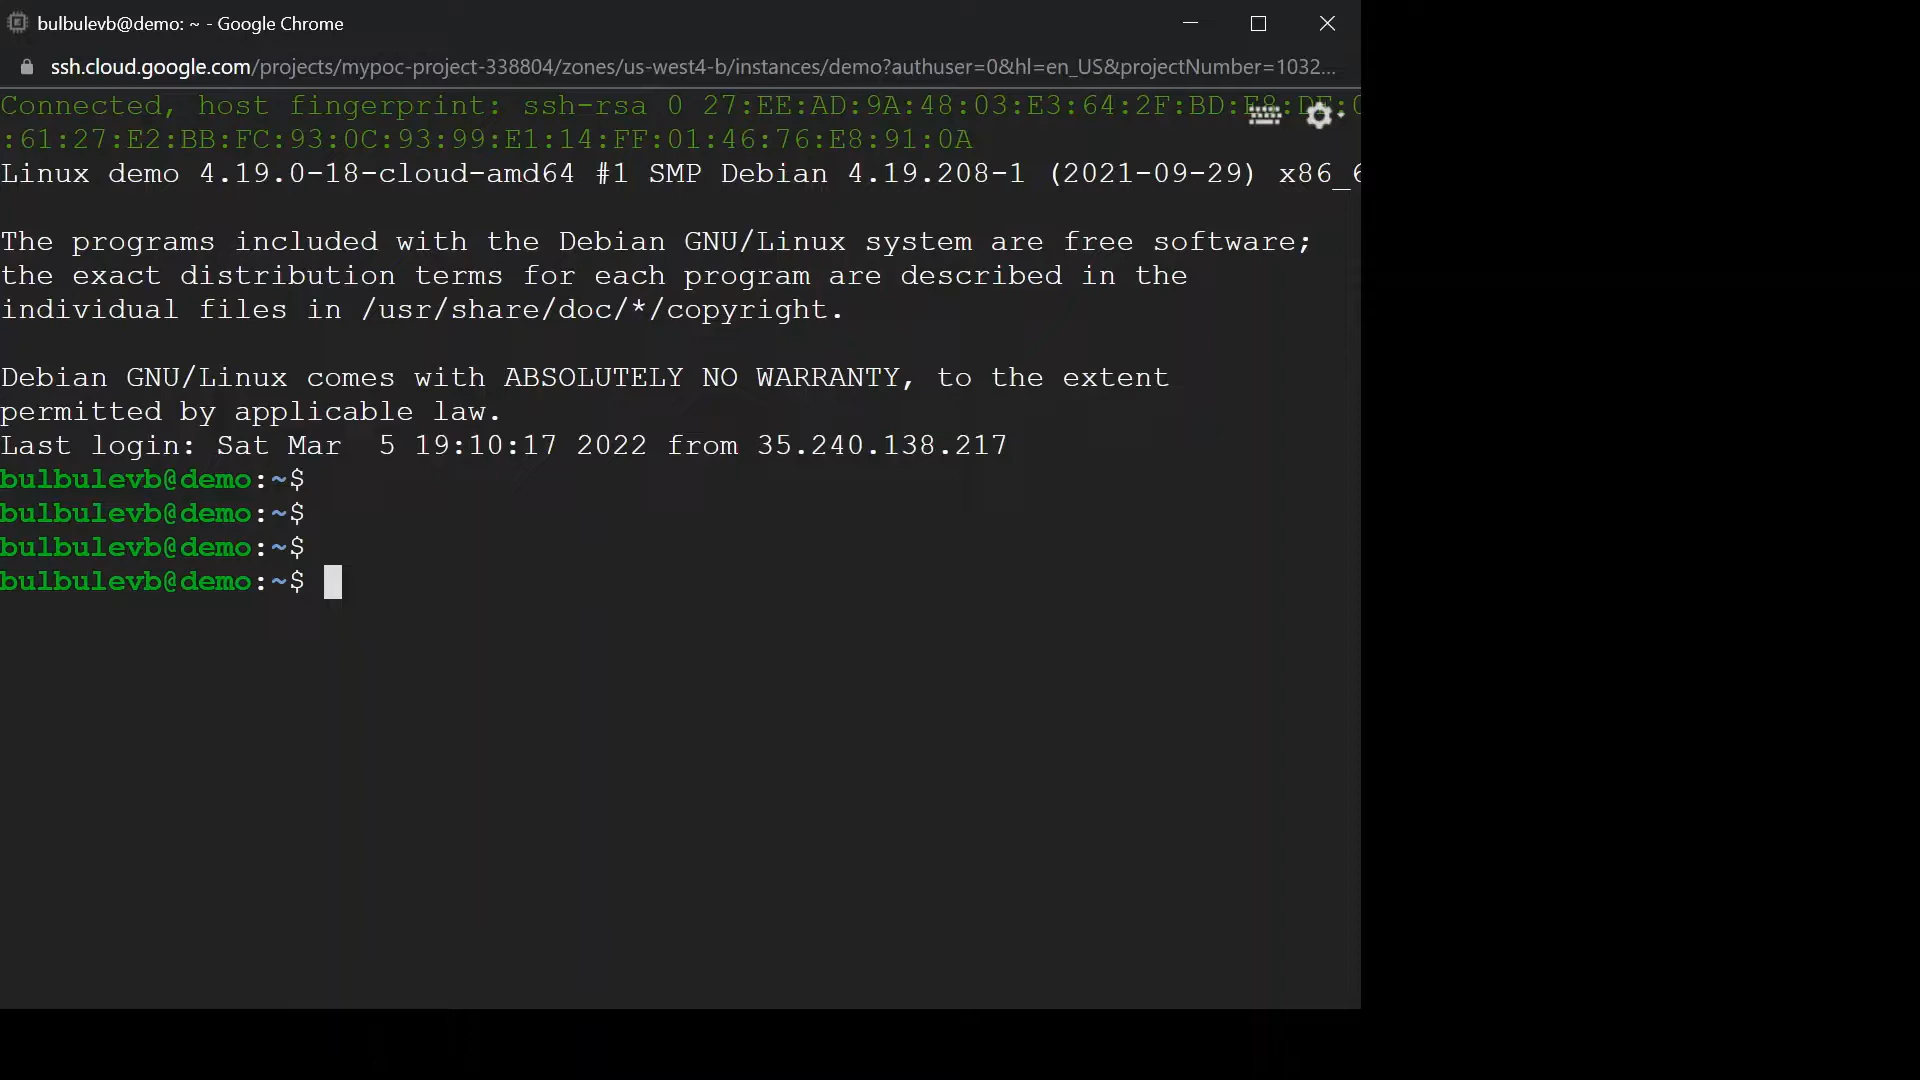 bulbulevb@demo: ~ - Google Chrome
ssh.cloud.google.com/projects/mypoc-project-338804/zones/us-west4-b/instances/demo?authuser=0&hl=en_US&projectNumber=1032...
Connected, host fingerprint: ssh-rsa 0 27:EE:AD:9A:48:03:E3:64:2F:BD:E8:DE:
:61:27:E2:BB:FC:93:0C:93:99:E1:14:FF:01:46:76:E8:91:0A
Linux demo 4.19.0-18-cloud-amd64 #1 SMP Debian 4.19.208-1 (2021-09-29) x86_6
The programs included with the Debian GNU/Linux system are free software;
the exact distribution terms for each program are described in the
individual files in /usr/share/doc/*/copyright.
Debian GNU/Linux comes with ABSOLUTELY NO WARRANTY, to the extent
permitted by applicable law.
Last login: Sat Mar  5 19:10:17 2022 from 35.240.138.217
bulbulevb@demo:~$
bulbulevb@demo:~$
bulbulevb@demo:~$
bulbulevb@demo:~$